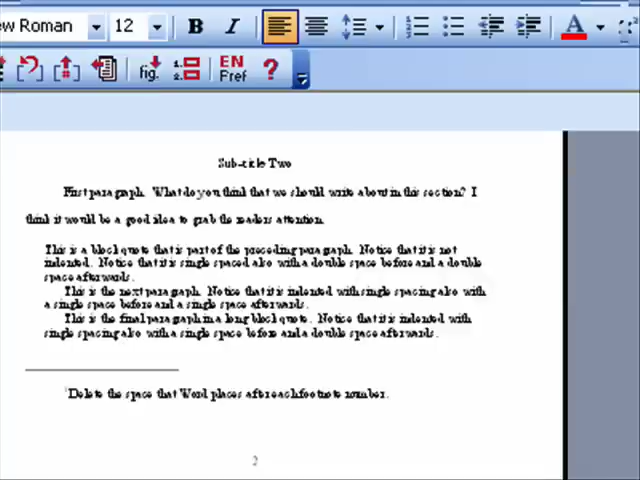 ew Roman 12 B I A
fig. 1. 2. EN Pref ?
Sub-title Two
First paragraph. What do you think that we should write about in this section? I
think it would be a good idea to grab the readers attention.
This is a block quote that is part of the preceding paragraph. Notice that it is not
indented. Notice that it is single spaced also with a double space before and a double
space afterwards.
This is the next paragraph. Notice that it is indented with single spacing also with
a single space before and a single space afterwards.
This is the final paragraph in a long block quote. Notice that it is indented with
single spacing also with a single space before and a double space afterwards.
Delete the space that Word places after each footnote number.
2